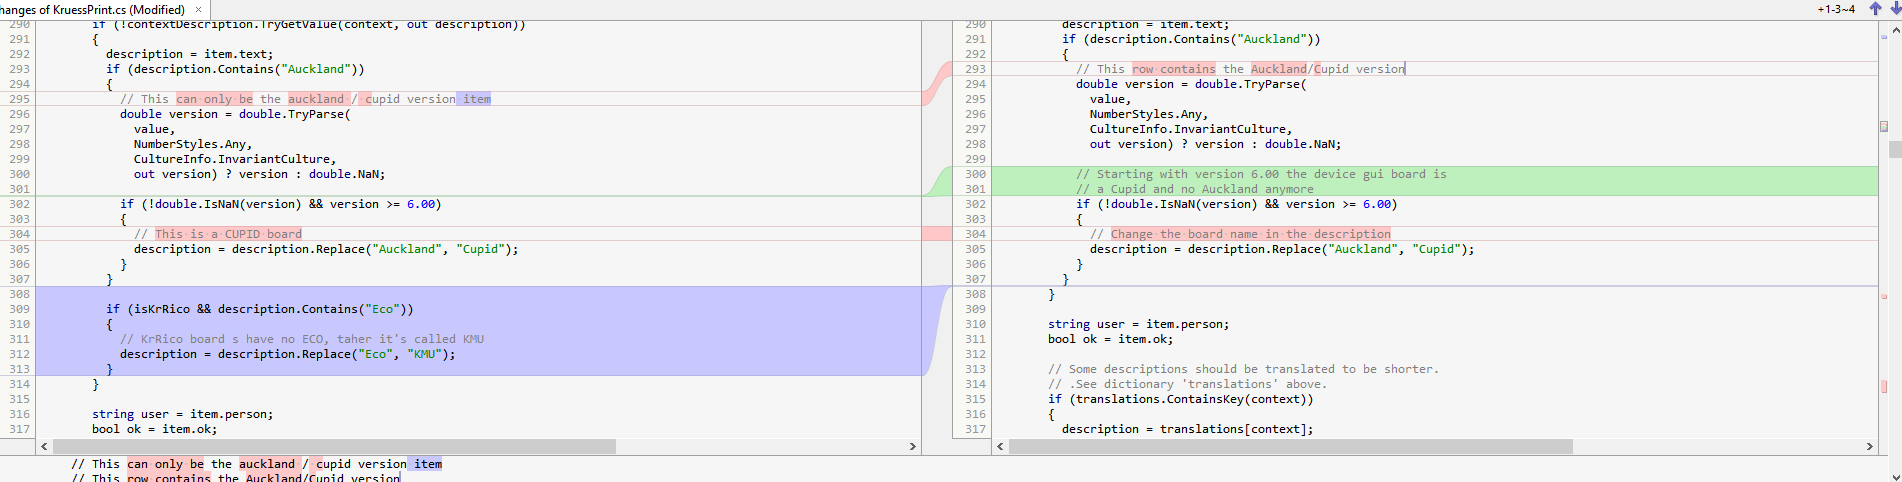 hanges of KruessPrint.cs (Modified) ×
+1-3~4
290 if (!contextDescription.TryGetValue(context, out description))
291 {
292 description = item.text;
293 if (description.Contains("Auckland"))
294 {
295 // This can only be the auckland / cupid version item
296 double version = double.TryParse(
297 value,
298 NumberStyles.Any,
299 CultureInfo.InvariantCulture,
300 out version) ? version : double.NaN;
301
302 if (!double.IsNaN(version) && version >= 6.00)
303 {
304 // This is a CUPID board
305 description = description.Replace("Auckland", "Cupid");
306 }
307 }
308
309 if (isKrRico && description.Contains("Eco"))
310 {
311 // KrRico board s have no ECO, taher it's called KMU
312 description = description.Replace("Eco", "KMU");
313 }
314 }
315
316 string user = item.person;
317 bool ok = item.ok;
290 description = item.text;
291 if (description.Contains("Auckland"))
292 {
293 // This row contains the Auckland/Cupid version
294 double version = double.TryParse(
295 value,
296 NumberStyles.Any,
297 CultureInfo.InvariantCulture,
298 out version) ? version : double.NaN;
299
300 // Starting with version 6.00 the device gui board is
301 // a Cupid and no Auckland anymore
302 if (!double.IsNaN(version) && version >= 6.00)
303 {
304 // Change the board name in the description
305 description = description.Replace("Auckland", "Cupid");
306 }
307 }
308 }
309
310 string user = item.person;
311 bool ok = item.ok;
312
313 // Some descriptions should be translated to be shorter.
314 // .See dictionary 'translations' above.
315 if (translations.ContainsKey(context))
316 {
317 description = translations[context];
// This can only be the auckland / cupid version item
// This row contains the Auckland/Cupid version